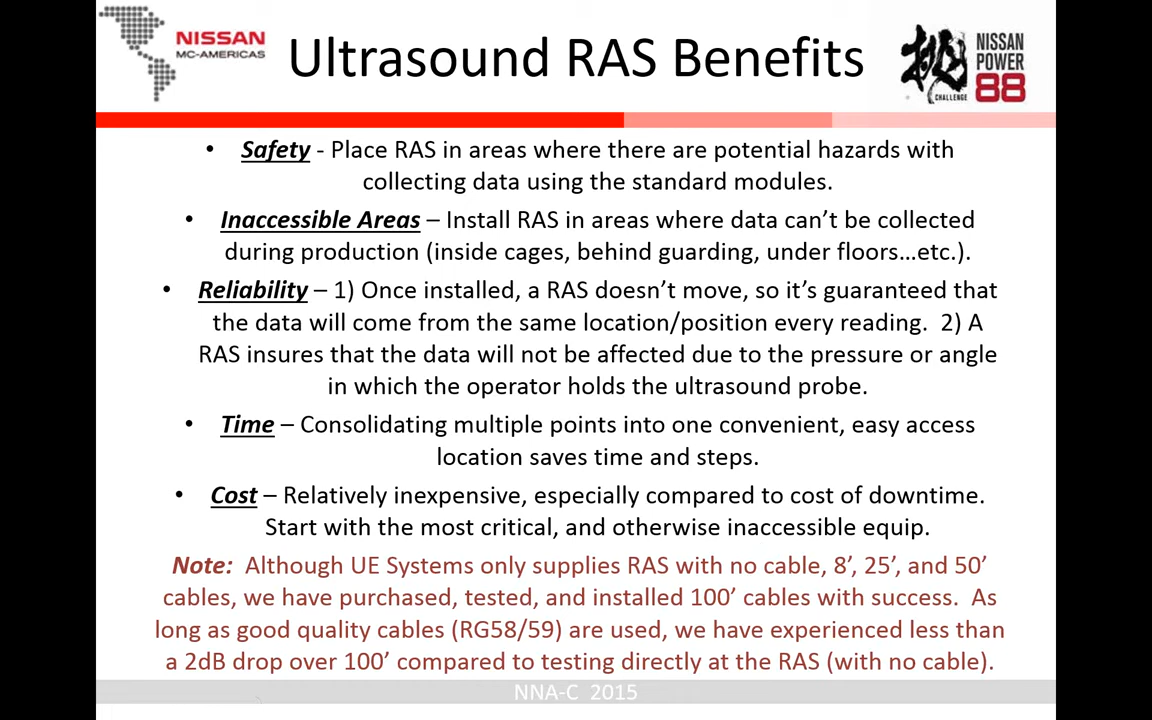 NISSAN
MC-AMERICAS
Ultrasound RAS Benefits
挑
CHALLENGE
NISSAN
POWER
88
• Safety - Place RAS in areas where there are potential hazards with
collecting data using the standard modules.
• Inaccessible Areas – Install RAS in areas where data can’t be collected
during production (inside cages, behind guarding, under floors…etc.).
• Reliability – 1) Once installed, a RAS doesn’t move, so it’s guaranteed that
the data will come from the same location/position every reading.  2) A
RAS insures that the data will not be affected due to the pressure or angle
in which the operator holds the ultrasound probe.
• Time – Consolidating multiple points into one convenient, easy access
location saves time and steps.
• Cost – Relatively inexpensive, especially compared to cost of downtime.
Start with the most critical, and otherwise inaccessible equip.
Note:  Although UE Systems only supplies RAS with no cable, 8’, 25’, and 50’
cables, we have purchased, tested, and installed 100’ cables with success.  As
long as good quality cables (RG58/59) are used, we have experienced less than
a 2dB drop over 100’ compared to testing directly at the RAS (with no cable).
NNA-C  2015